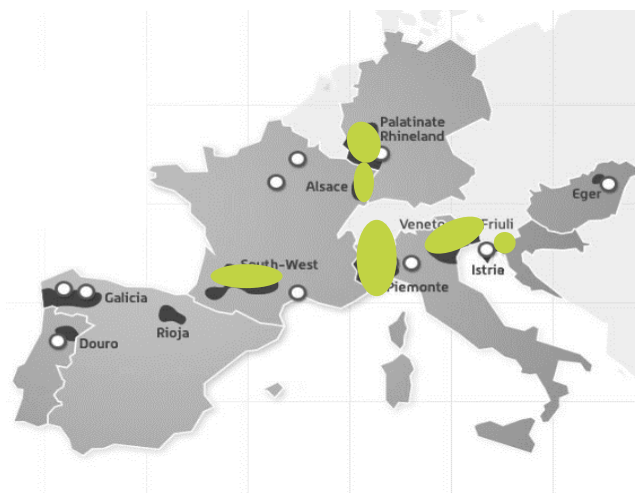 Palatinate
Rhineland
Alsace
Eger
Veneto Friuli
South-West
Istria
Piemonte
Galicia
Rioja
Douro